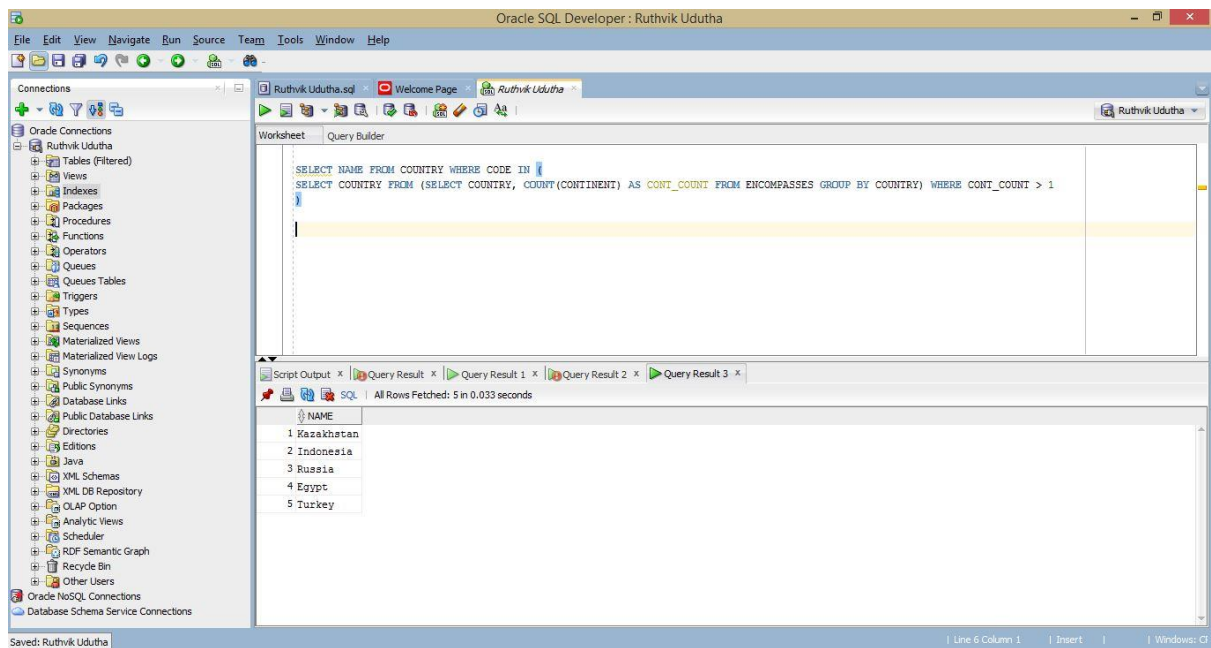 Oracle SQL Developer : Ruthvik Udutha
File Edit View Navigate Run Source Team Tools Window Help
Connections
Ruthvik Udutha.sql
Welcome Page
Ruthvik Udutha
Ruthvik Udutha
Oracle Connections
Ruthvik Udutha
Tables (Filtered)
Views
Indexes
Packages
Procedures
Functions
Operators
Queues
Queues Tables
Triggers
Types
Sequences
Materialized Views
Materialized View Logs
Synonyms
Public Synonyms
Database Links
Public Database Links
Directories
Editions
Java
XML Schemas
XML DB Repository
OLAP Option
Analytic Views
Scheduler
RDF Semantic Graph
Recycle Bin
Other Users
Oracle NoSQL Connections
Database Schema Service Connections
Worksheet Query Builder
SELECT NAME FROM COUNTRY WHERE CODE IN (
SELECT COUNTRY FROM (SELECT COUNTRY, COUNT(CONTINENT) AS CONT_COUNT FROM ENCOMPASSES GROUP BY COUNTRY) WHERE CONT_COUNT > 1
)
Script Output x Query Result x Query Result 1 x Query Result 2 x Query Result 3 x
SQL | All Rows Fetched: 5 in 0.033 seconds
NAME
1 Kazakhstan
2 Indonesia
3 Russia
4 Egypt
5 Turkey
Saved: Ruthvik Udutha
| Line 6 Column 1 | Insert | | Windows: CF